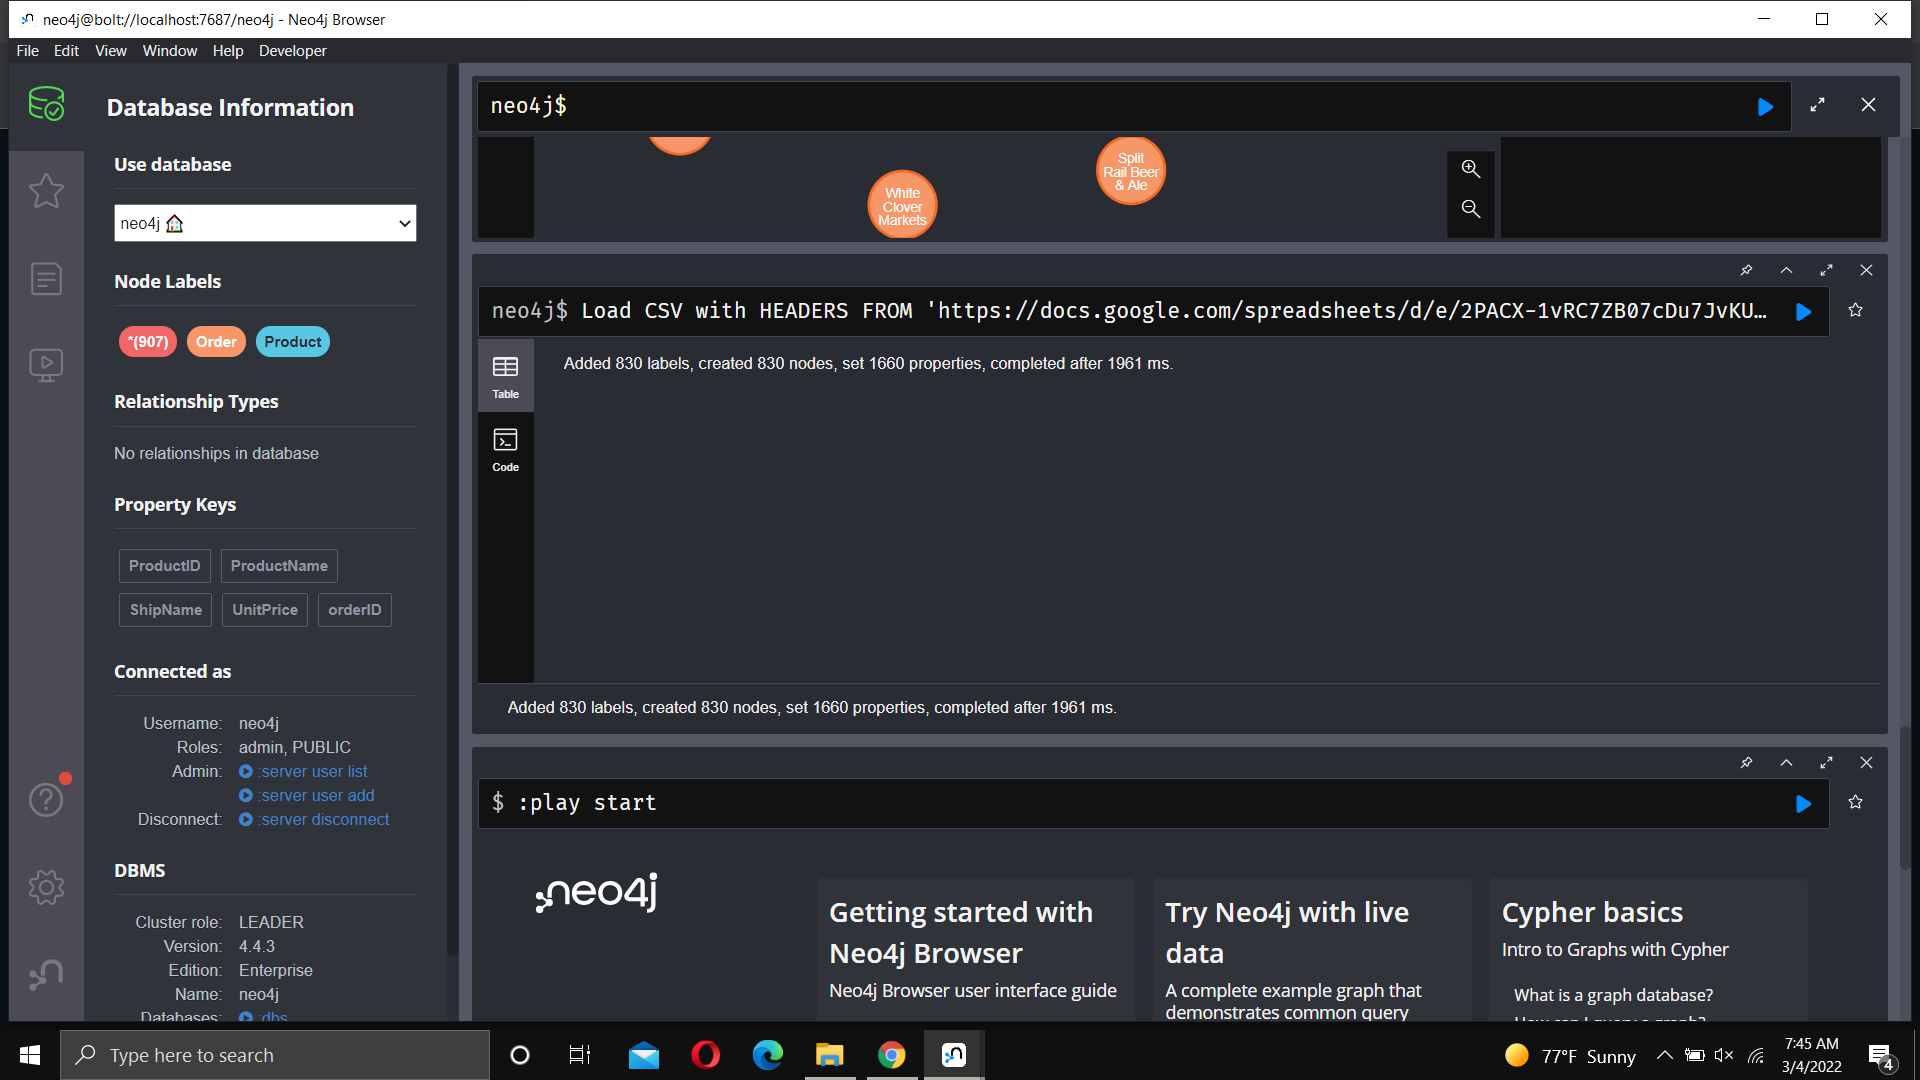 neo4j@bolt://localhost:7687/neo4j - Neo4j Browser
File Edit View Window Help Developer
Database Information
Use database
neo4j
Node Labels
*(907) Order Product
Relationship Types
No relationships in database
Property Keys
ProductID ProductName
ShipName UnitPrice orderID
Connected as
Username: neo4j
Roles: admin, PUBLIC
Admin: :server user list
:server user add
Disconnect: :server disconnect
DBMS
Cluster role: LEADER
Version: 4.4.3
Edition: Enterprise
Name: neo4j
Databases: :dbs
neo4j$
White
Clover
Markets
Split
Rail Beer
& Ale
neo4j$ Load CSV with HEADERS FROM 'https://docs.google.com/spreadsheets/d/e/2PACX-1vRC7ZB07cDu7JvKU…
Table
Code
Added 830 labels, created 830 nodes, set 1660 properties, completed after 1961 ms.
Added 830 labels, created 830 nodes, set 1660 properties, completed after 1961 ms.
$ :play start
neo4j
Getting started with
Neo4j Browser
Neo4j Browser user interface guide
Try Neo4j with live
data
A complete example graph that
demonstrates common query
Cypher basics
Intro to Graphs with Cypher
What is a graph database?
How can I query a graph?
Type here to search
77°F Sunny
7:45 AM
3/4/2022
4